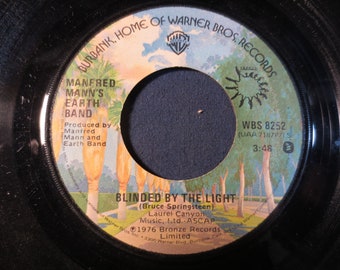 BURBANK, HOME OF WARNER BROS. RECORDS
MANFRED
MANN'S
EARTH
BAND
Produced by
Manfred
Mann and
Earth Band
WBS 8252
3:48
BLINDED BY THE LIGHT
(Bruce Springsteen)
Laurel Canyon
Music, Ltd.-ASCAP
℗1976 Bronze Records
Limited